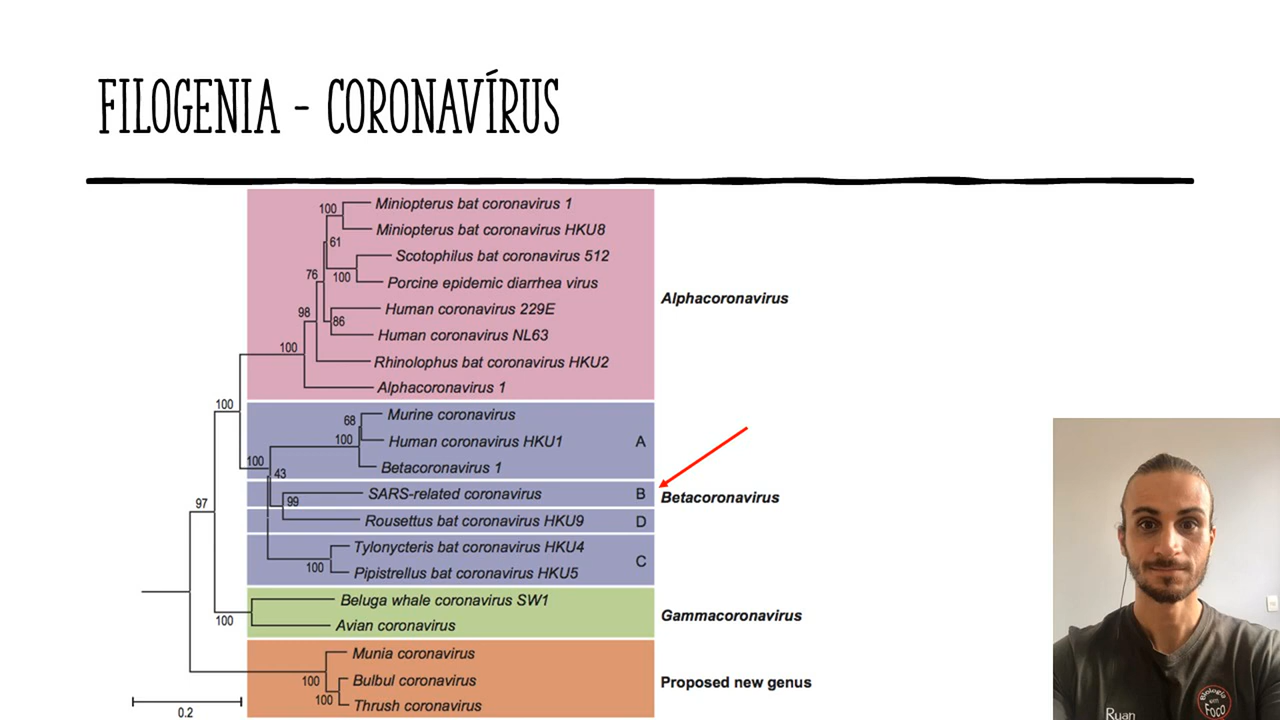 FILOGENIA - CORONAVÍRUS
100
Miniopterus bat coronavirus 1
Miniopterus bat coronavirus HKU8
61
Scotophilus bat coronavirus 512
76
100
Porcine epidemic diarrhea virus
Alphacoronavirus
98
Human coronavirus 229E
86
Human coronavirus NL63
100
Rhinolophus bat coronavirus HKU2
Alphacoronavirus 1
100
68
Murine coronavirus
100
Human coronavirus HKU1
A
100
Betacoronavirus 1
43
SARS-related coronavirus
B
Betacoronavirus
97
99
Rousettus bat coronavirus HKU9
D
Tylonycteris bat coronavirus HKU4
C
100
Pipistrellus bat coronavirus HKU5
Beluga whale coronavirus SW1
100
Gammacoronavirus
Avian coronavirus
Munia coronavirus
100
Bulbul coronavirus
Proposed new genus
100
Thrush coronavirus
0.2
Biologia
em
Foco
Ruan